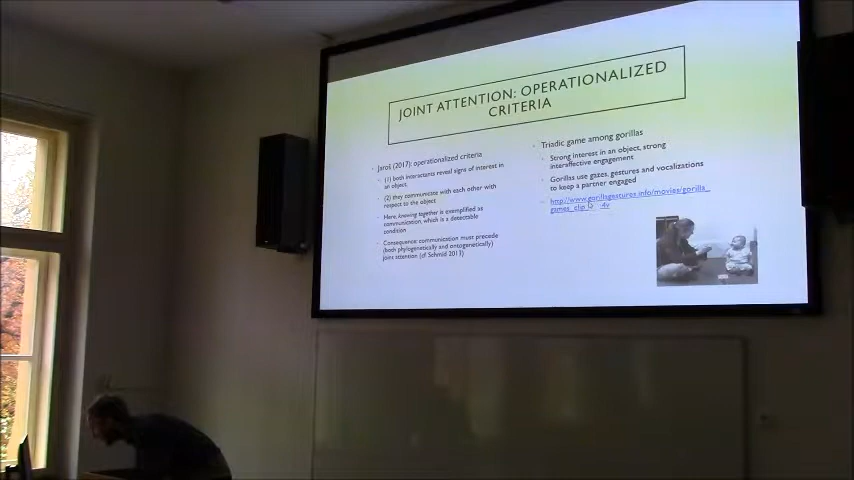 JOINT ATTENTION: OPERATIONALIZED
CRITERIA
Jaroš (2017): operationalized criteria
(1) both interactants reveal signs of interest in
an object.
(2) they communicate with each other with
respect to the object
Here, knowing together is exemplified as
communication, which is a detectable
condition
Consequence: communication must precede
(both phylogenetically and ontogenetically)
joint attention (cf Schmid 2013)
Triadic game among gorillas
Strong interest in an object, strong
interaffective engagement
Gorillas use gazes, gestures and vocalizations
to keep a partner engaged
http://www.gorillagestures.info/movies/gorilla_
games_clip